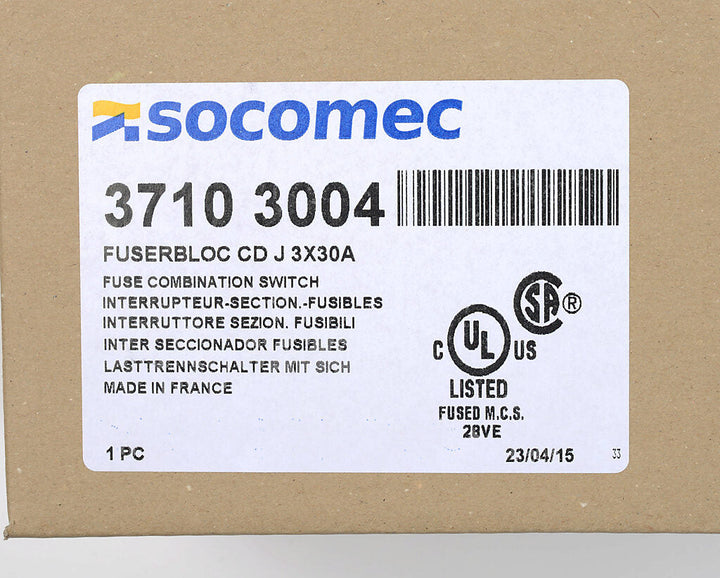 socomec
3710 3004
FUSERBLOC CD J 3X30A
FUSE COMBINATION SWITCH
INTERRUPTEUR-SECTION.-FUSIBLES
INTERRUTTORE SEZION. FUSIBILI
INTER SECCIONADOR FUSIBLES
LASTTRENNSCHALTER MIT SICH
MADE IN FRANCE
SA ®
C UL US
LISTED
FUSED M.C.S.
28VE
1 PC 23/04/15 33